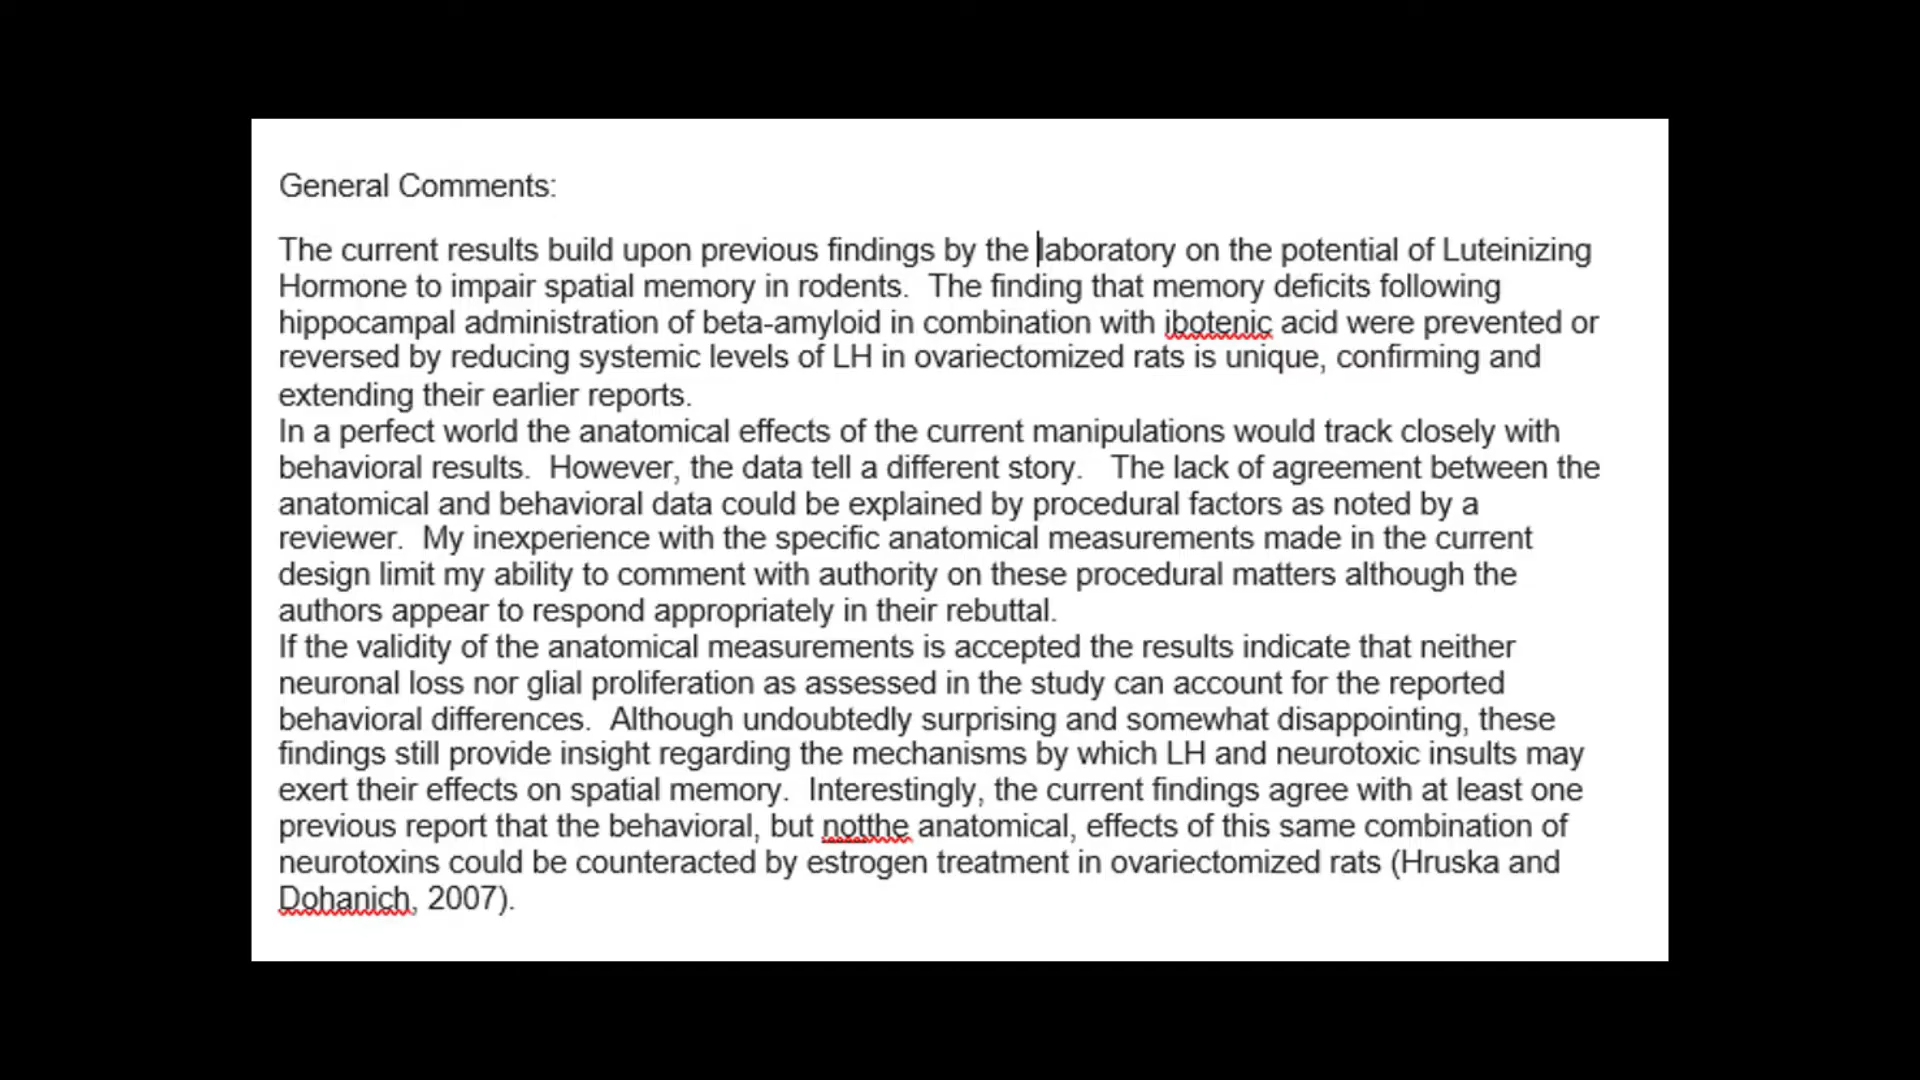 General Comments:
The current results build upon previous findings by the laboratory on the potential of Luteinizing
Hormone to impair spatial memory in rodents.  The finding that memory deficits following
hippocampal administration of beta-amyloid in combination with ibotenic acid were prevented or
reversed by reducing systemic levels of LH in ovariectomized rats is unique, confirming and
extending their earlier reports.
In a perfect world the anatomical effects of the current manipulations would track closely with
behavioral results.  However, the data tell a different story.   The lack of agreement between the
anatomical and behavioral data could be explained by procedural factors as noted by a
reviewer.  My inexperience with the specific anatomical measurements made in the current
design limit my ability to comment with authority on these procedural matters although the
authors appear to respond appropriately in their rebuttal.
If the validity of the anatomical measurements is accepted the results indicate that neither
neuronal loss nor glial proliferation as assessed in the study can account for the reported
behavioral differences.  Although undoubtedly surprising and somewhat disappointing, these
findings still provide insight regarding the mechanisms by which LH and neurotoxic insults may
exert their effects on spatial memory.  Interestingly, the current findings agree with at least one
previous report that the behavioral, but notthe anatomical, effects of this same combination of
neurotoxins could be counteracted by estrogen treatment in ovariectomized rats (Hruska and
Dohanich, 2007).